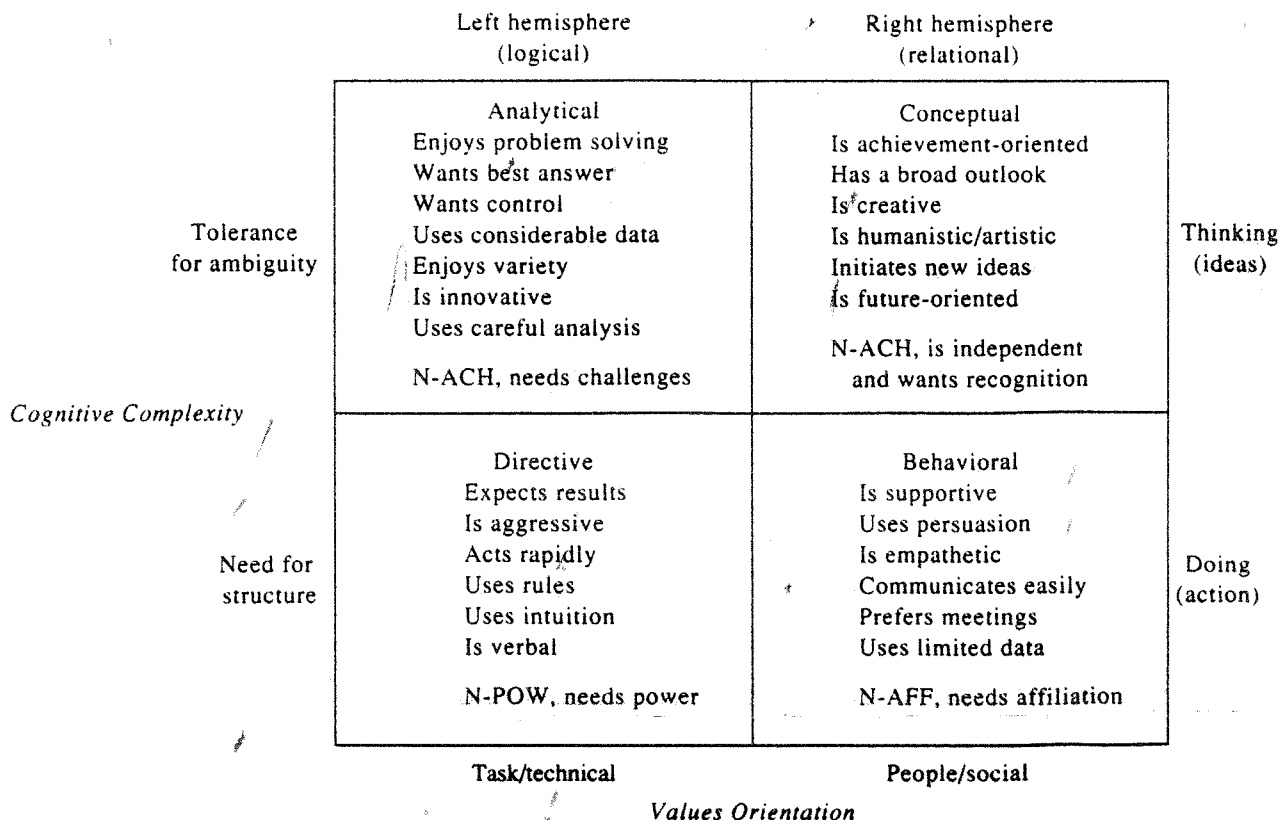 Left hemisphere
(logical)
Right hemisphere
(relational)
Tolerance
for ambiguity
Analytical
Enjoys problem solving
Wants best answer
Wants control
Uses considerable data
Enjoys variety
Is innovative
Uses careful analysis
N-ACH, needs challenges
Conceptual
Is achievement-oriented
Has a broad outlook
Is creative
Is humanistic/artistic
Initiates new ideas
Is future-oriented
N-ACH, is independent
and wants recognition
Thinking
(ideas)
Cognitive Complexity
Need for
structure
Directive
Expects results
Is aggressive
Acts rapidly
Uses rules
Uses intuition
Is verbal
N-POW, needs power
Behavioral
Is supportive
Uses persuasion
Is empathetic
Communicates easily
Prefers meetings
Uses limited data
N-AFF, needs affiliation
Doing
(action)
Task/technical
People/social
Values Orientation